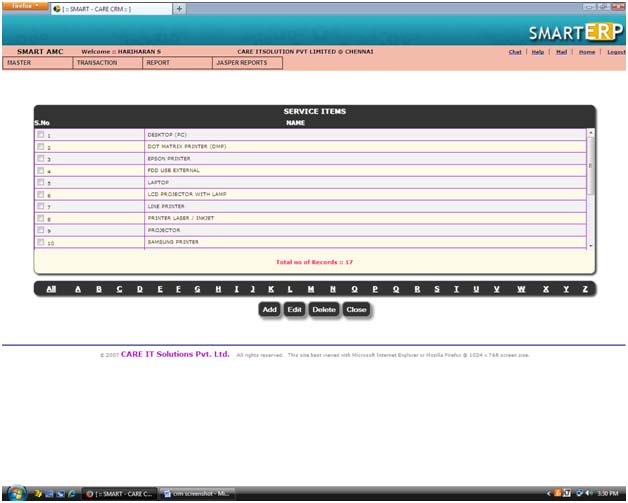 Firefox
[ :: SMART - CARE CRM :: ]
SMARTERP
SMART AMC Welcome :: HARIHARAN S CARE ITSOLUTION PVT LIMITED @ CHENNAI Chat | Help | Mail | Home | Logout
MASTER TRANSACTION REPORT JASPER REPORTS
SERVICE ITEMS
S.No NAME
1 DESKTOP (PC)
2 DOT MATRIX PRINTER (DMP)
3 EPSON PRINTER
4 FDD USB EXTERNAL
5 LAPTOP
6 LCD PROJECTOR WITH LAMP
7 LINE PRINTER
8 PRINTER LASER / INKJET
9 PROJECTOR
10 SAMSUNG PRINTER
Total no of Records :: 17
All A B C D E F G H I J K L M N O P Q R S T U V W X Y Z
Add Edit Delete Close
© 2007 CARE IT Solutions Pvt. Ltd. All rights reserved. This site best viewed with Microsoft Internet Explorer or Mozilla Firefox @ 1024 x 768 screen size.
[ :: SMART - CARE C... crm screenshot - Mi... 3:30 PM